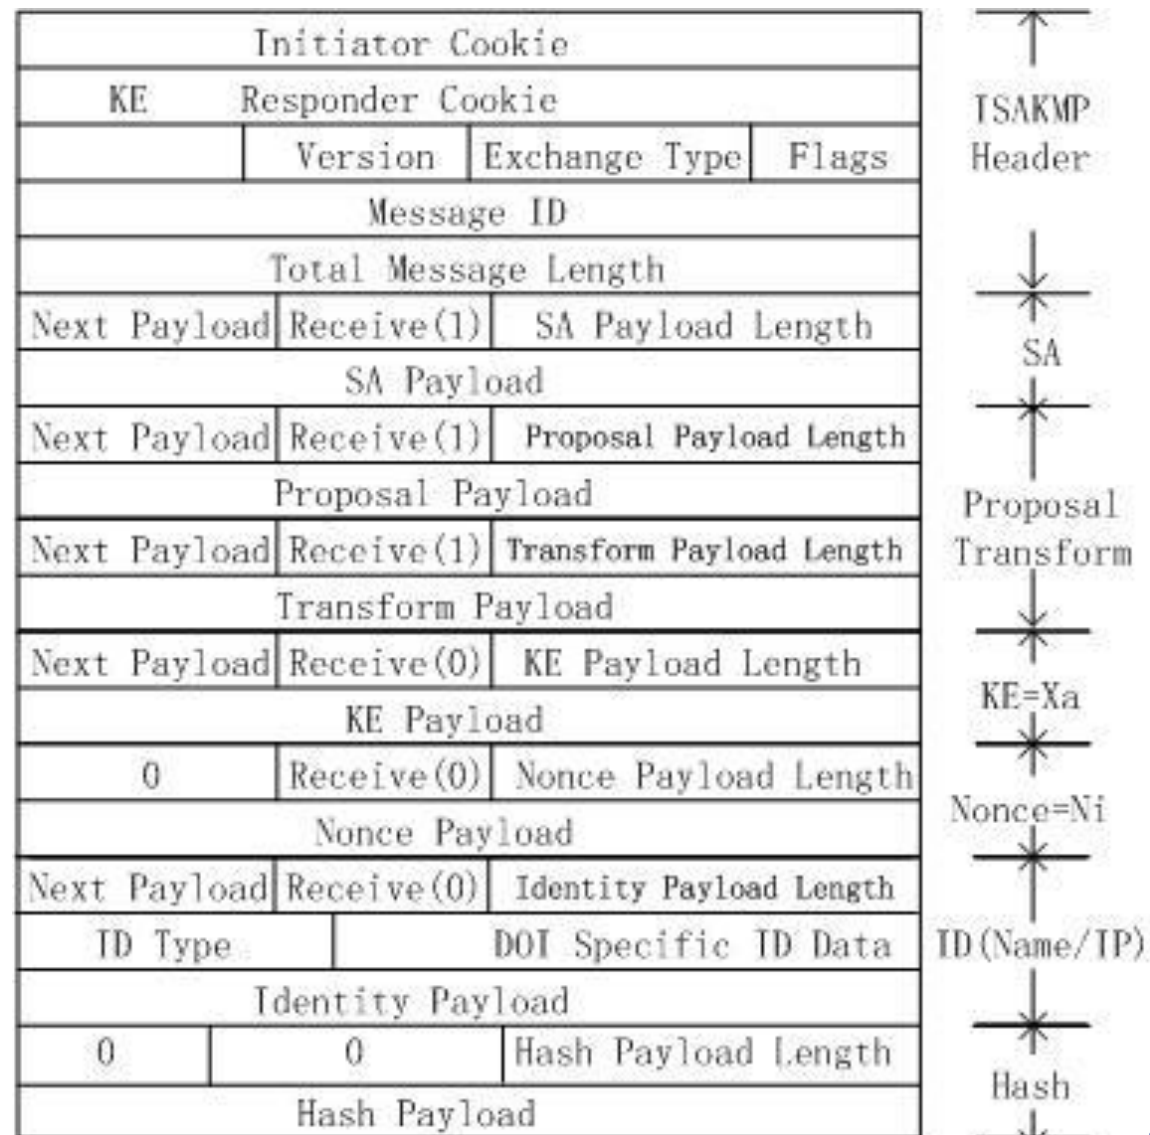 Initiator Cookie
KE Responder Cookie
Version Exchange Type Flags
Message ID
Total Message Length
Next Payload Receive(1) SA Payload Length
SA Payload
Next Payload Receive(1) Proposal Payload Length
Proposal Payload
Next Payload Receive(1) Transform Payload Length
Transform Payload
Next Payload Receive(0) KE Payload Length
KE Payload
0 Receive(0) Nonce Payload Length
Nonce Payload
Next Payload Receive(0) Identity Payload Length
ID Type DOI Specific ID Data
Identity Payload
0 0 Hash Payload Length
Hash Payload
ISAKMP
Header
SA
Proposal
Transform
KE=Xa
Nonce=Ni
ID(Name/IP)
Hash